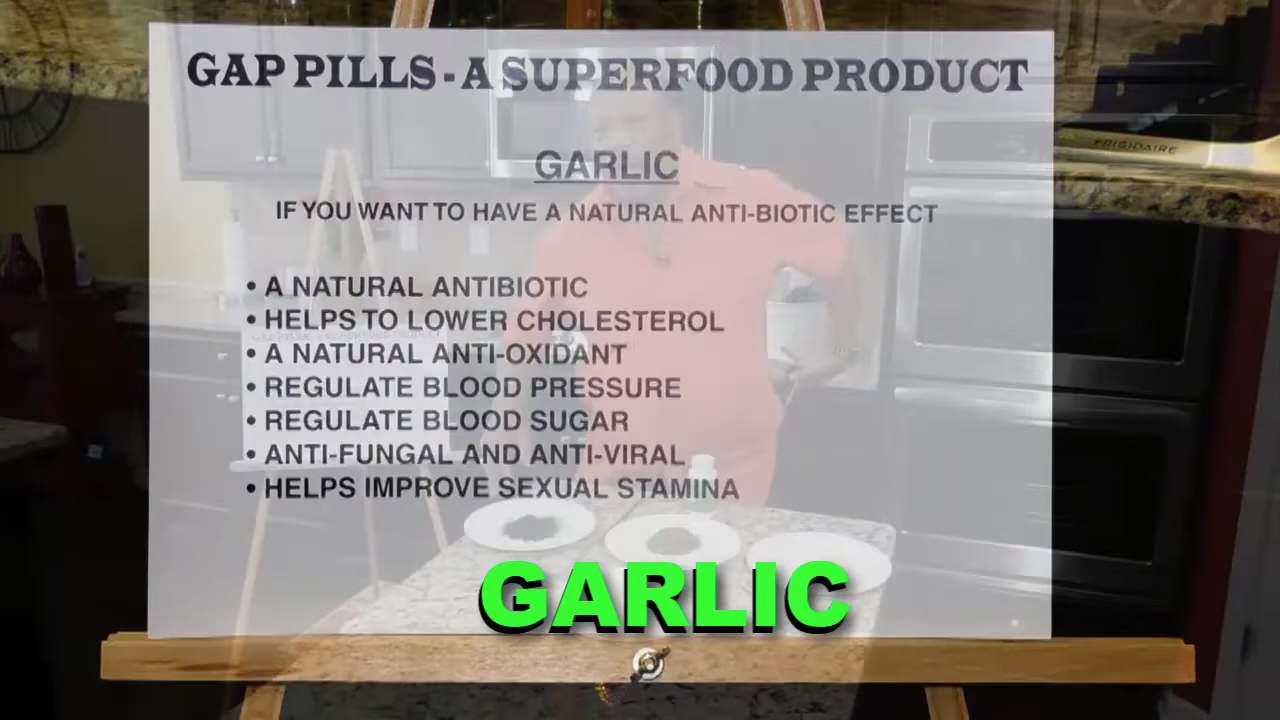 GAP PILLS - A SUPERFOOD PRODUCT
FRIGIDAIRE
GARLIC
IF YOU WANT TO HAVE A NATURAL ANTI-BIOTIC EFFECT
• A NATURAL ANTIBIOTIC
• HELPS TO LOWER CHOLESTEROL
• A NATURAL ANTI-OXIDANT
• REGULATE BLOOD PRESSURE
• REGULATE BLOOD SUGAR
• ANTI-FUNGAL AND ANTI-VIRAL
• HELPS IMPROVE SEXUAL STAMINA
GARLIC